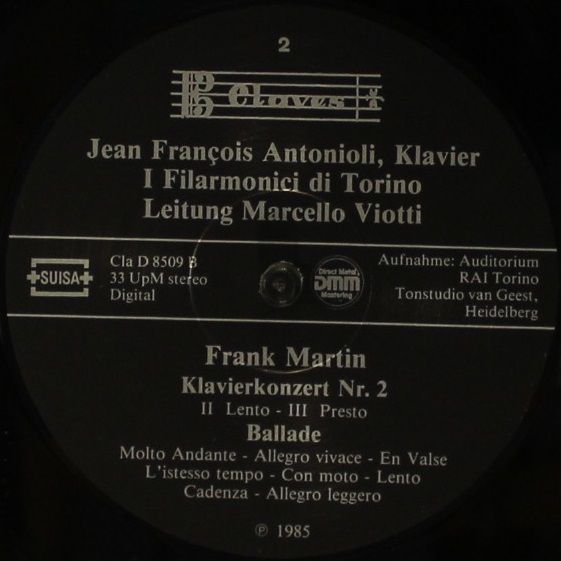 2
Claves
Jean François Antonioli, Klavier
I Filarmonici di Torino
Leitung Marcello Viotti
SUISA
Cla D 8509 B
33 UpM stereo
Digital
Direct Metal
DMM
Mastering
Aufnahme: Auditorium
RAI Torino
Tonstudio van Geest,
Heidelberg
Frank Martin
Klavierkonzert Nr. 2
II Lento - III Presto
Ballade
Molto Andante - Allegro vivace - En Valse
L'istesso tempo - Con moto - Lento
Cadenza - Allegro leggero
℗ 1985